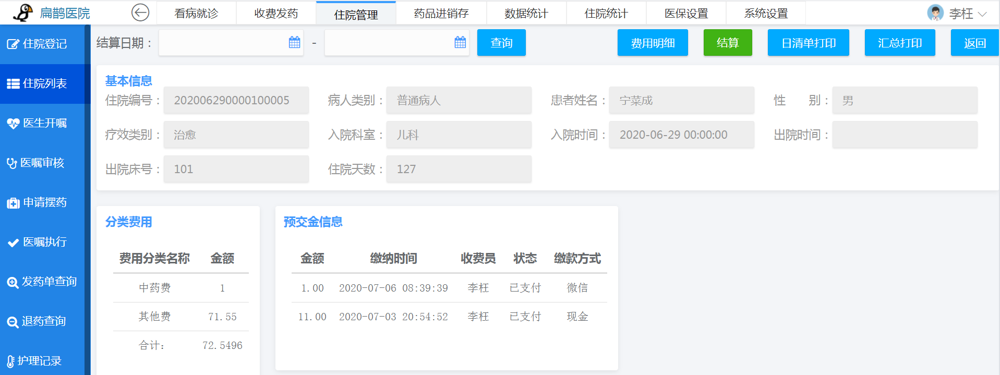 扁鹊医院 看病就诊 收费发药 住院管理 药品进销存 数据统计 住院统计 医保设置 系统设置 李枉
住院登记
住院列表
医生开嘱
医嘱审核
申请摆药
医嘱执行
发药单查询
退药查询
护理记录
结算日期： - 查询 费用明细 结算 日清单打印 汇总打印 返回
基本信息
住院编号： 202006290000100005 病人类别： 普通病人 患者姓名： 宁菜成 性 别： 男
疗效类别： 治愈 入院科室： 儿科 入院时间： 2020-06-29 00:00:00 出院时间：
出院床号： 101 住院天数： 127
分类费用
费用分类名称 金额
中药费 1
其他费 71.55
合计： 72.5496
预交金信息
金额 缴纳时间 收费员 状态 缴款方式
1.00 2020-07-06 08:39:39 李枉 已支付 微信
11.00 2020-07-03 20:54:52 李枉 已支付 现金